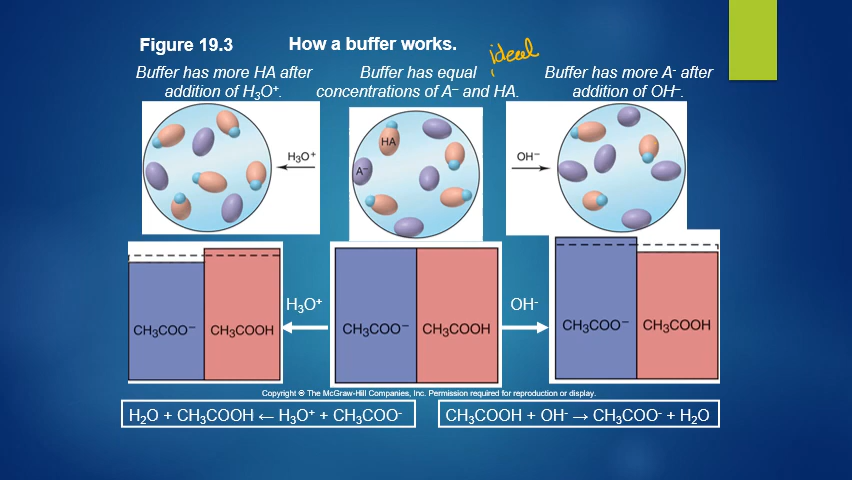 Figure 19.3
How a buffer works.
ideal
Buffer has more HA after
addition of H₃O⁺.
Buffer has equal
concentrations of A⁻ and HA.
Buffer has more A⁻ after
addition of OH⁻.
H₃O⁺
HA
A⁻
OH⁻
CH₃COO⁻
CH₃COOH
H₃O⁺
CH₃COO⁻
CH₃COOH
OH⁻
CH₃COO⁻
CH₃COOH
Copyright © The McGraw-Hill Companies, Inc. Permission required for reproduction or display.
H₂O + CH₃COOH ← H₃O⁺ + CH₃COO⁻
CH₃COOH + OH⁻ → CH₃COO⁻ + H₂O